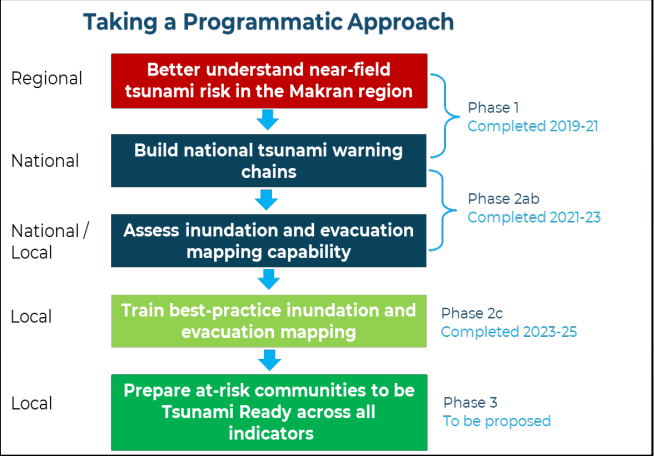 Taking a Programmatic Approach
Regional
Better understand near-field
tsunami risk in the Makran region
Phase 1
Completed 2019-21
National
Build national tsunami warning
chains
Phase 2ab
Completed 2021-23
National /
Local
Assess inundation and evacuation
mapping capability
Local
Train best-practice inundation and
evacuation mapping
Phase 2c
Completed 2023-25
Local
Prepare at-risk communities to be
Tsunami Ready across all
indicators
Phase 3
To be proposed